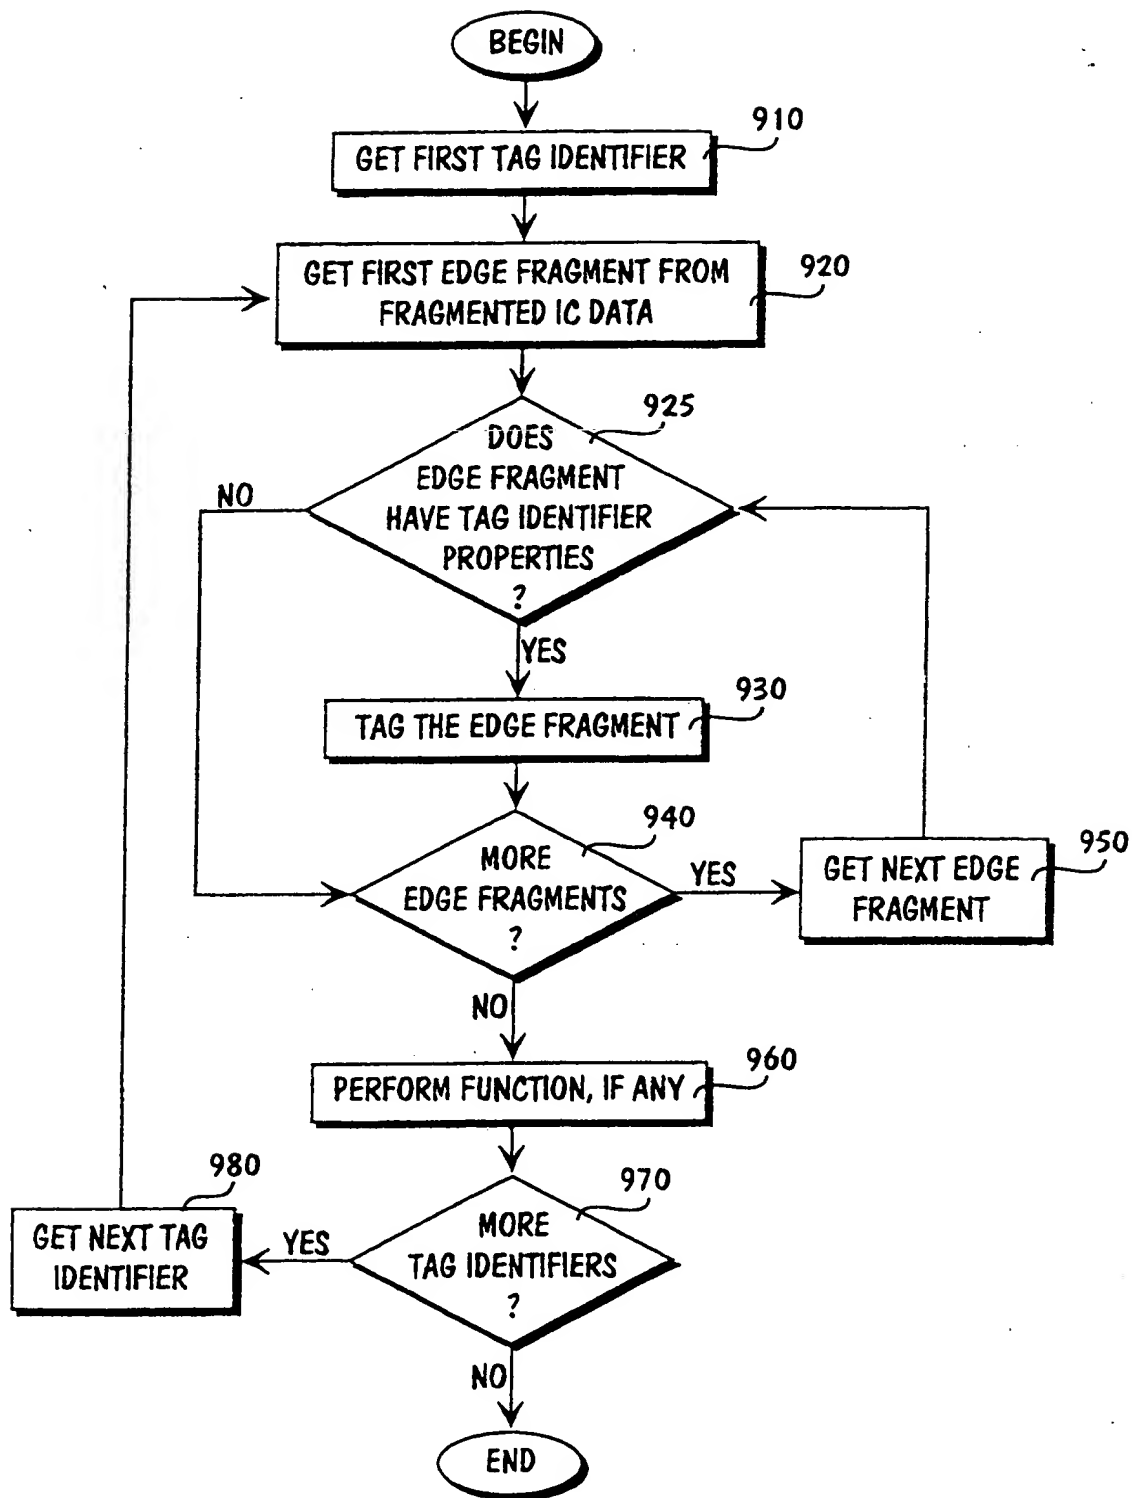 BEGIN
910
GET FIRST TAG IDENTIFIER
920
GET FIRST EDGE FRAGMENT FROM
FRAGMENTED IC DATA
925
DOES
EDGE FRAGMENT
HAVE TAG IDENTIFIER
PROPERTIES
?
NO
YES
930
TAG THE EDGE FRAGMENT
940
MORE
EDGE FRAGMENTS
?
YES
950
GET NEXT EDGE
FRAGMENT
NO
960
PERFORM FUNCTION, IF ANY
970
MORE
TAG IDENTIFIERS
?
YES
980
GET NEXT TAG
IDENTIFIER
NO
END